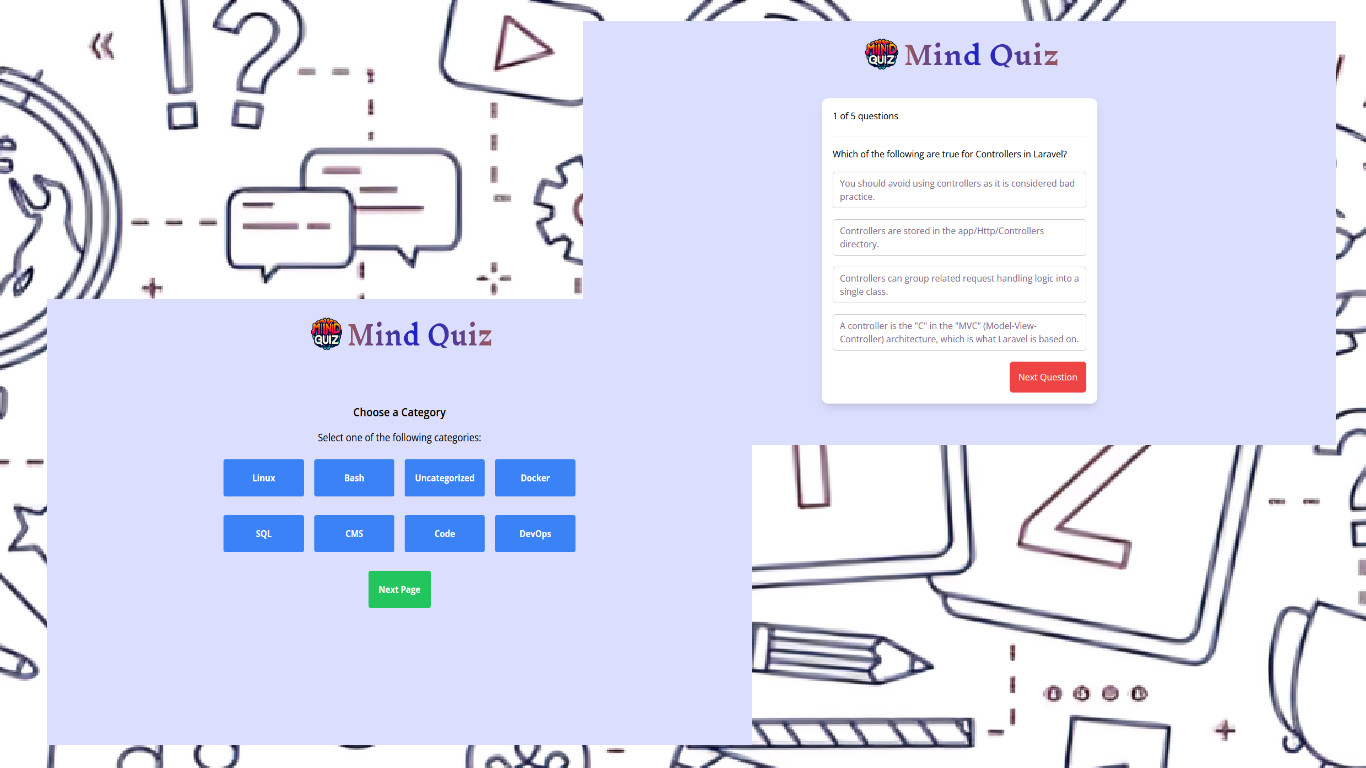 MIND
QUIZ
Mind Quiz
1 of 5 questions
Which of the following are true for Controllers in Laravel?
You should avoid using controllers as it is considered bad
practice.
Controllers are stored in the app/Http/Controllers
directory.
Controllers can group related request handling logic into a
single class.
A controller is the "C" in the "MVC" (Model-View-
Controller) architecture, which is what Laravel is based on.
Next Question
MIND
QUIZ
Mind Quiz
Choose a Category
Select one of the following categories:
Linux Bash Uncategorized Docker
SQL CMS Code DevOps
Next Page